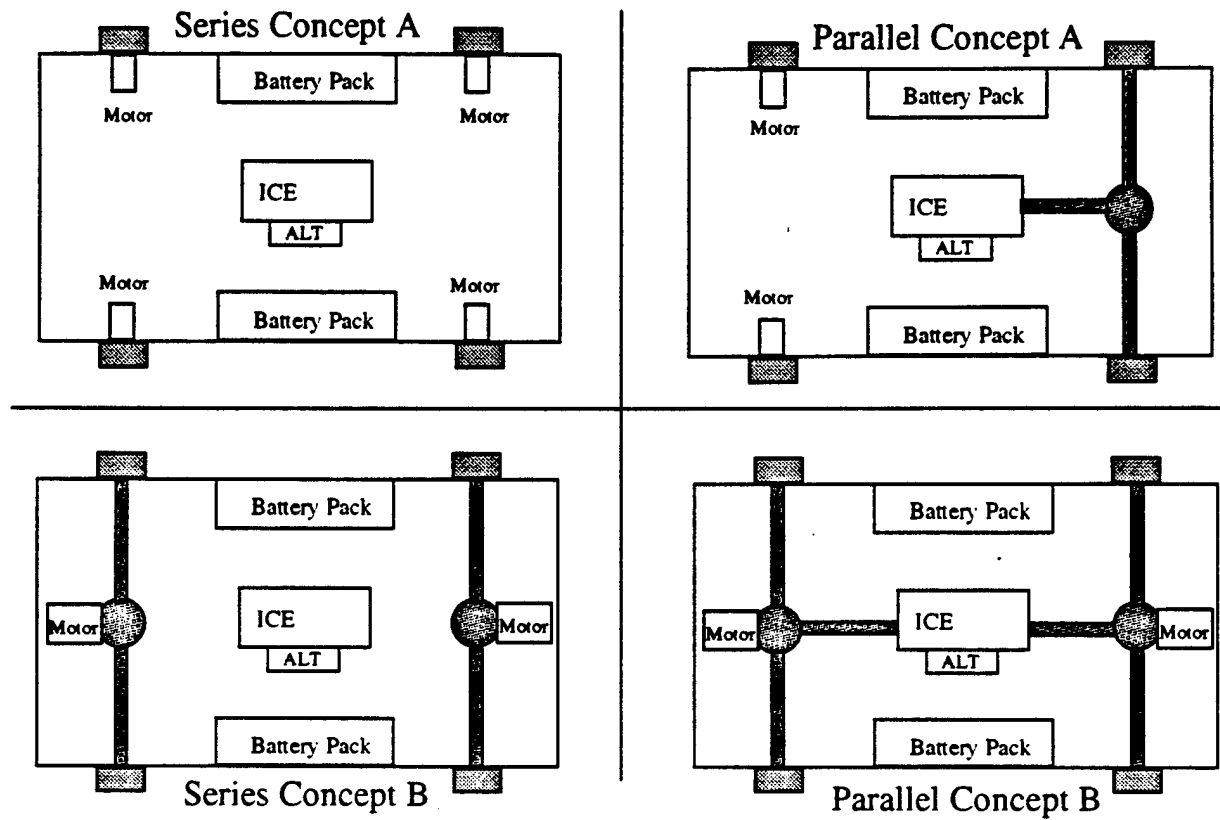 Series Concept A
Battery Pack
Motor
Motor
ICE
ALT
Motor
Motor
Battery Pack
Parallel Concept A
Battery Pack
Motor
ICE
ALT
Motor
Battery Pack
Battery Pack
ICE
Motor
Motor
ALT
Battery Pack
Series Concept B
Battery Pack
ICE
Motor
Motor
ALT
Battery Pack
Parallel Concept B